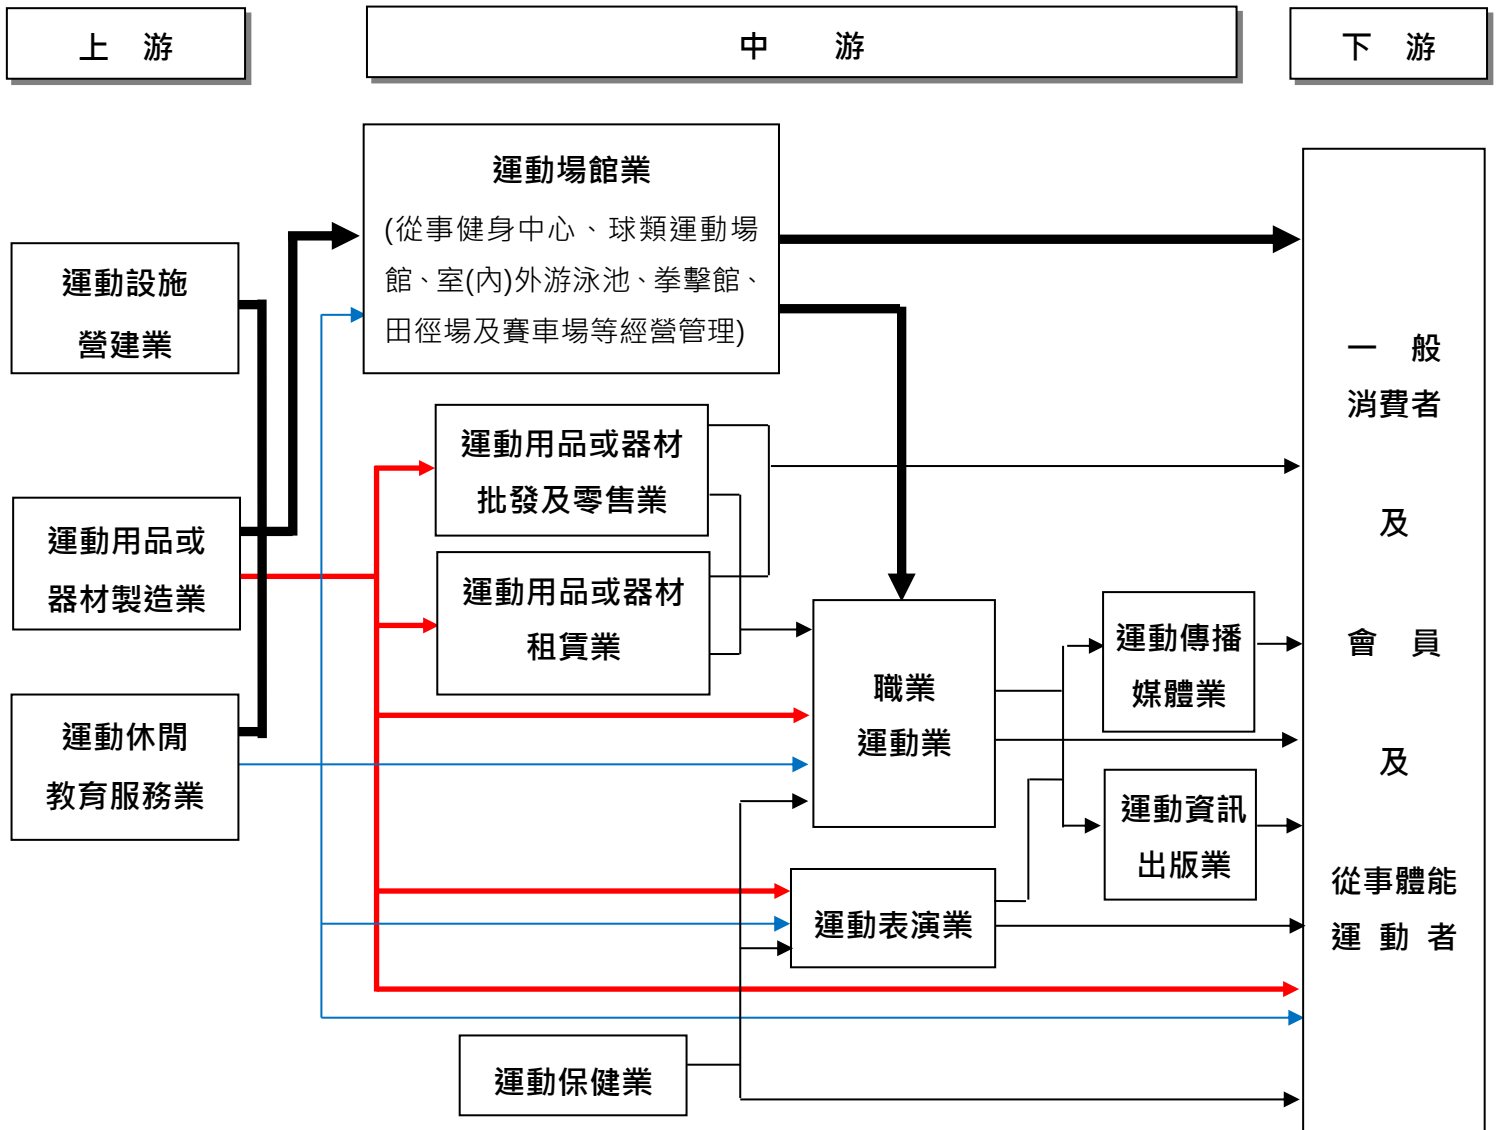 上 游
中 游
下 游
運動場館業
(從事健身中心、球類運動場
館、室(內)外游泳池、拳擊館、
田徑場及賽車場等經營管理)
運動設施
營建業
運動用品或
器材製造業
運動休閒
教育服務業
運動用品或器材
批發及零售業
運動用品或器材
租賃業
職業
運動業
運動表演業
運動保健業
運動傳播
媒體業
運動資訊
出版業
一 般
消費者
及
會 員
及
從事體能
運 動 者